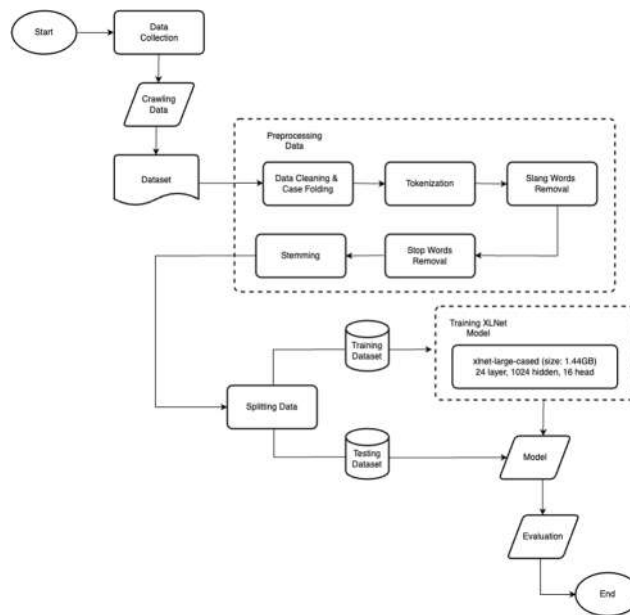 Start
Data
Collection
Crawling
Data
Dataset
Preprocessing
Data
Data Cleaning &
Case Folding
Tokenization
Slang Words
Removal
Stop Words
Removal
Stemming
Splitting Data
Training
Dataset
Testing
Dataset
Training XLNet
Model
xlnet-large-cased (size: 1.44GB)
24 layer, 1024 hidden, 16 head
Model
Evaluation
End